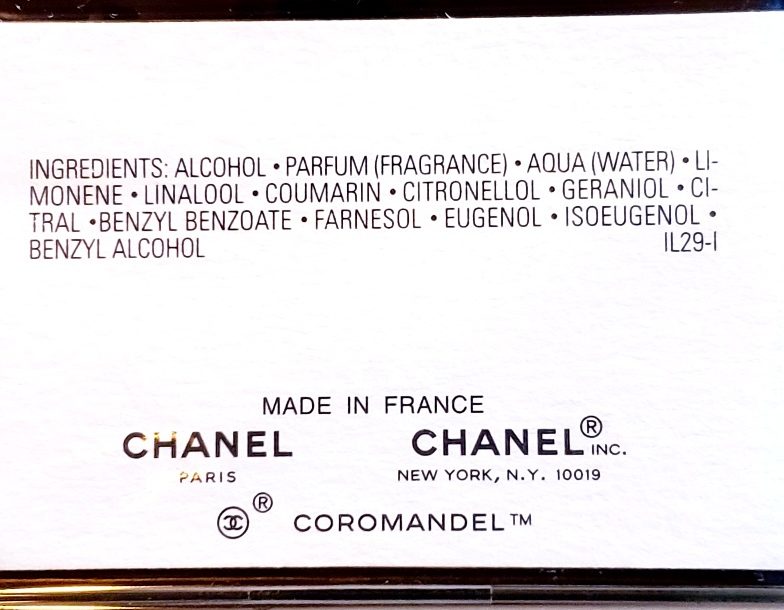 INGREDIENTS: ALCOHOL • PARFUM (FRAGRANCE) • AQUA (WATER) • LI-
MONENE • LINALOOL • COUMARIN • CITRONELLOL • GERANIOL • CI-
TRAL •BENZYL BENZOATE • FARNESOL • EUGENOL • ISOEUGENOL •
BENZYL ALCOHOL IL29-I
MADE IN FRANCE
CHANEL CHANEL® INC.
PARIS NEW YORK, N.Y. 10019
® COROMANDEL™